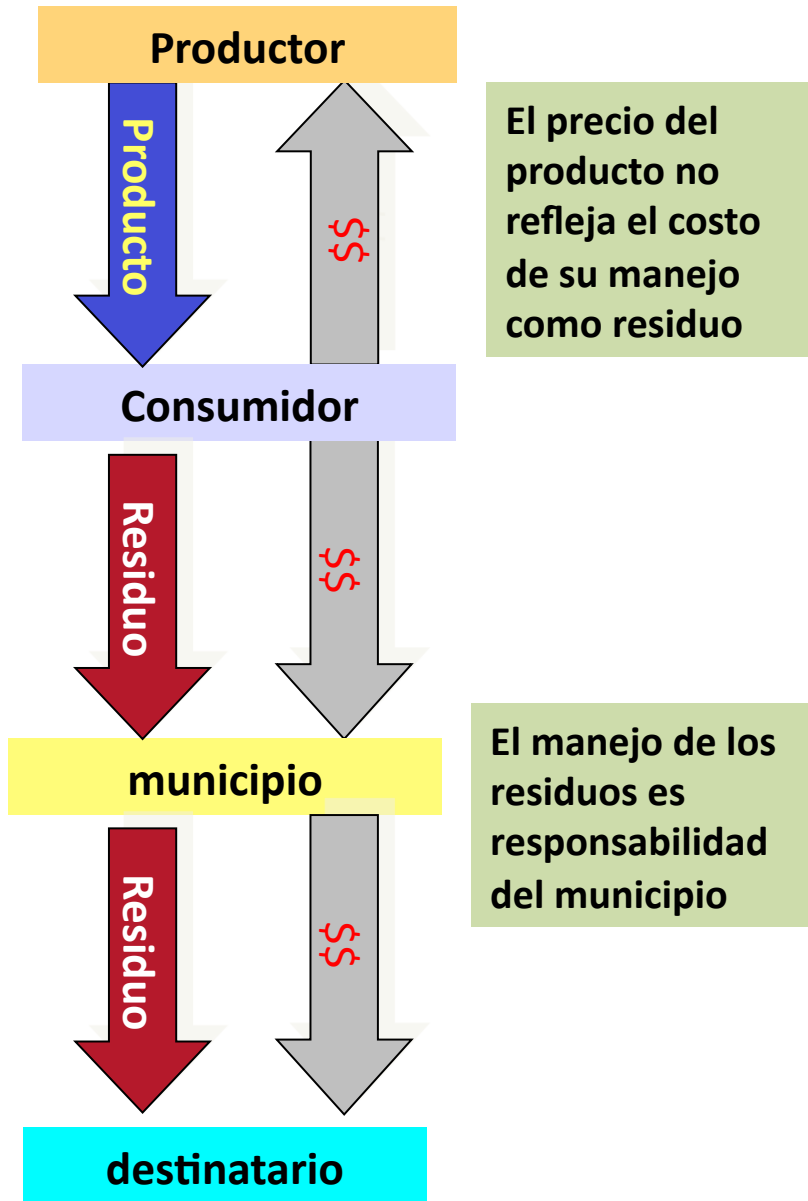 Productor
Producto
$$
El precio del
producto no
refleja el costo
de su manejo
como residuo
Consumidor
Residuo
$$
municipio
El manejo de los
residuos es
responsabilidad
del municipio
Residuo
$$
destinatario